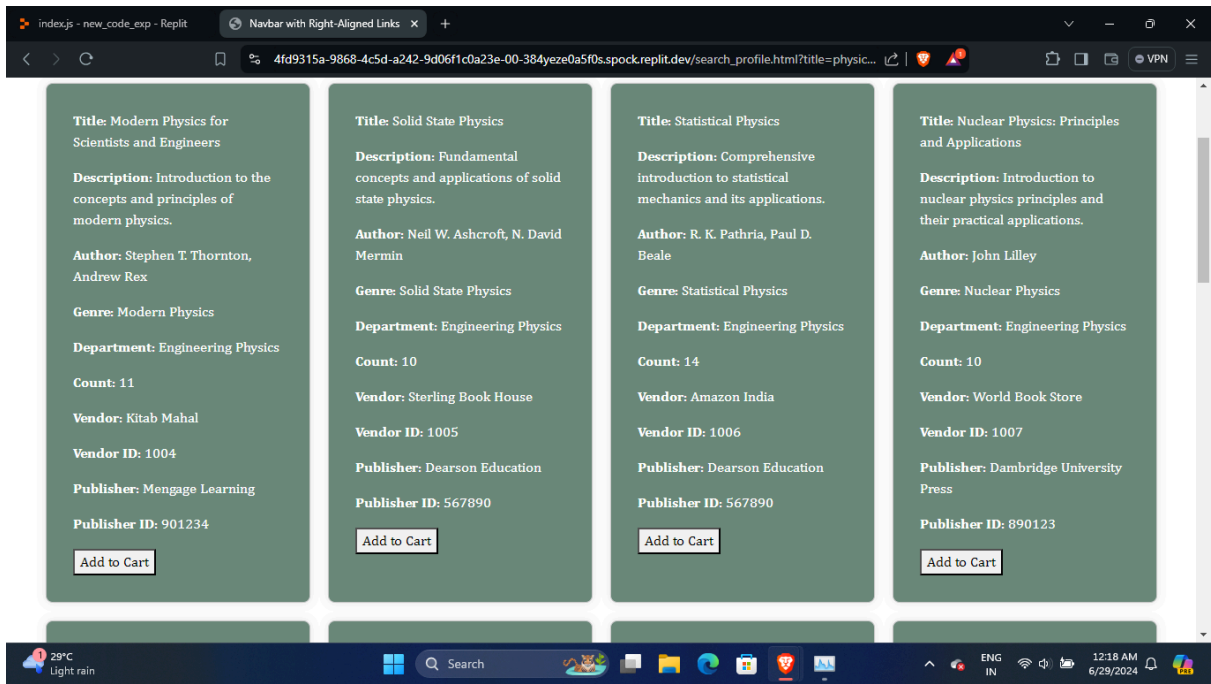 index.js - new_code_exp - Replit
Navbar with Right-Aligned Links
4fd9315a-9868-4c5d-a242-9d06f1c0a23e-00-384yeze0a5f0s.spock.replit.dev/search_profile.html?title=physic...
VPN
Title: Modern Physics for
Scientists and Engineers
Description: Introduction to the
concepts and principles of
modern physics.
Author: Stephen T. Thornton,
Andrew Rex
Genre: Modern Physics
Department: Engineering Physics
Count: 11
Vendor: Kitab Mahal
Vendor ID: 1004
Publisher: Mengage Learning
Publisher ID: 901234
Add to Cart
Title: Solid State Physics
Description: Fundamental
concepts and applications of solid
state physics.
Author: Neil W. Ashcroft, N. David
Mermin
Genre: Solid State Physics
Department: Engineering Physics
Count: 10
Vendor: Sterling Book House
Vendor ID: 1005
Publisher: Dearson Education
Publisher ID: 567890
Add to Cart
Title: Statistical Physics
Description: Comprehensive
introduction to statistical
mechanics and its applications.
Author: R. K. Pathria, Paul D.
Beale
Genre: Statistical Physics
Department: Engineering Physics
Count: 14
Vendor: Amazon India
Vendor ID: 1006
Publisher: Dearson Education
Publisher ID: 567890
Add to Cart
Title: Nuclear Physics: Principles
and Applications
Description: Introduction to
nuclear physics principles and
their practical applications.
Author: John Lilley
Genre: Nuclear Physics
Department: Engineering Physics
Count: 10
Vendor: World Book Store
Vendor ID: 1007
Publisher: Dambridge University
Press
Publisher ID: 890123
Add to Cart
1
29°C
Light rain
Search
ENG
IN
12:18 AM
6/29/2024
PRE